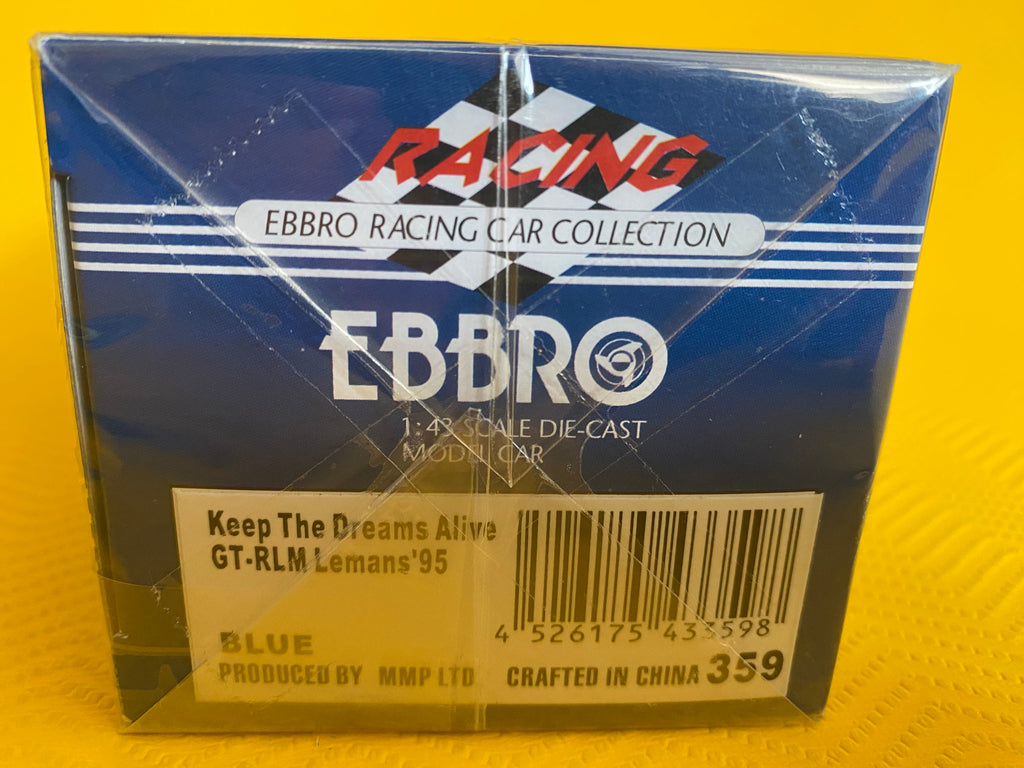 RACING
EBBRO RACING CAR COLLECTION
EBBRO
1:43 SCALE DIE-CAST
MODEL CAR
Keep The Dreams Alive
GT-RLM Lemans'95
4 526175 433598
BLUE
PRODUCED BY MMP LTD CRAFTED IN CHINA 359